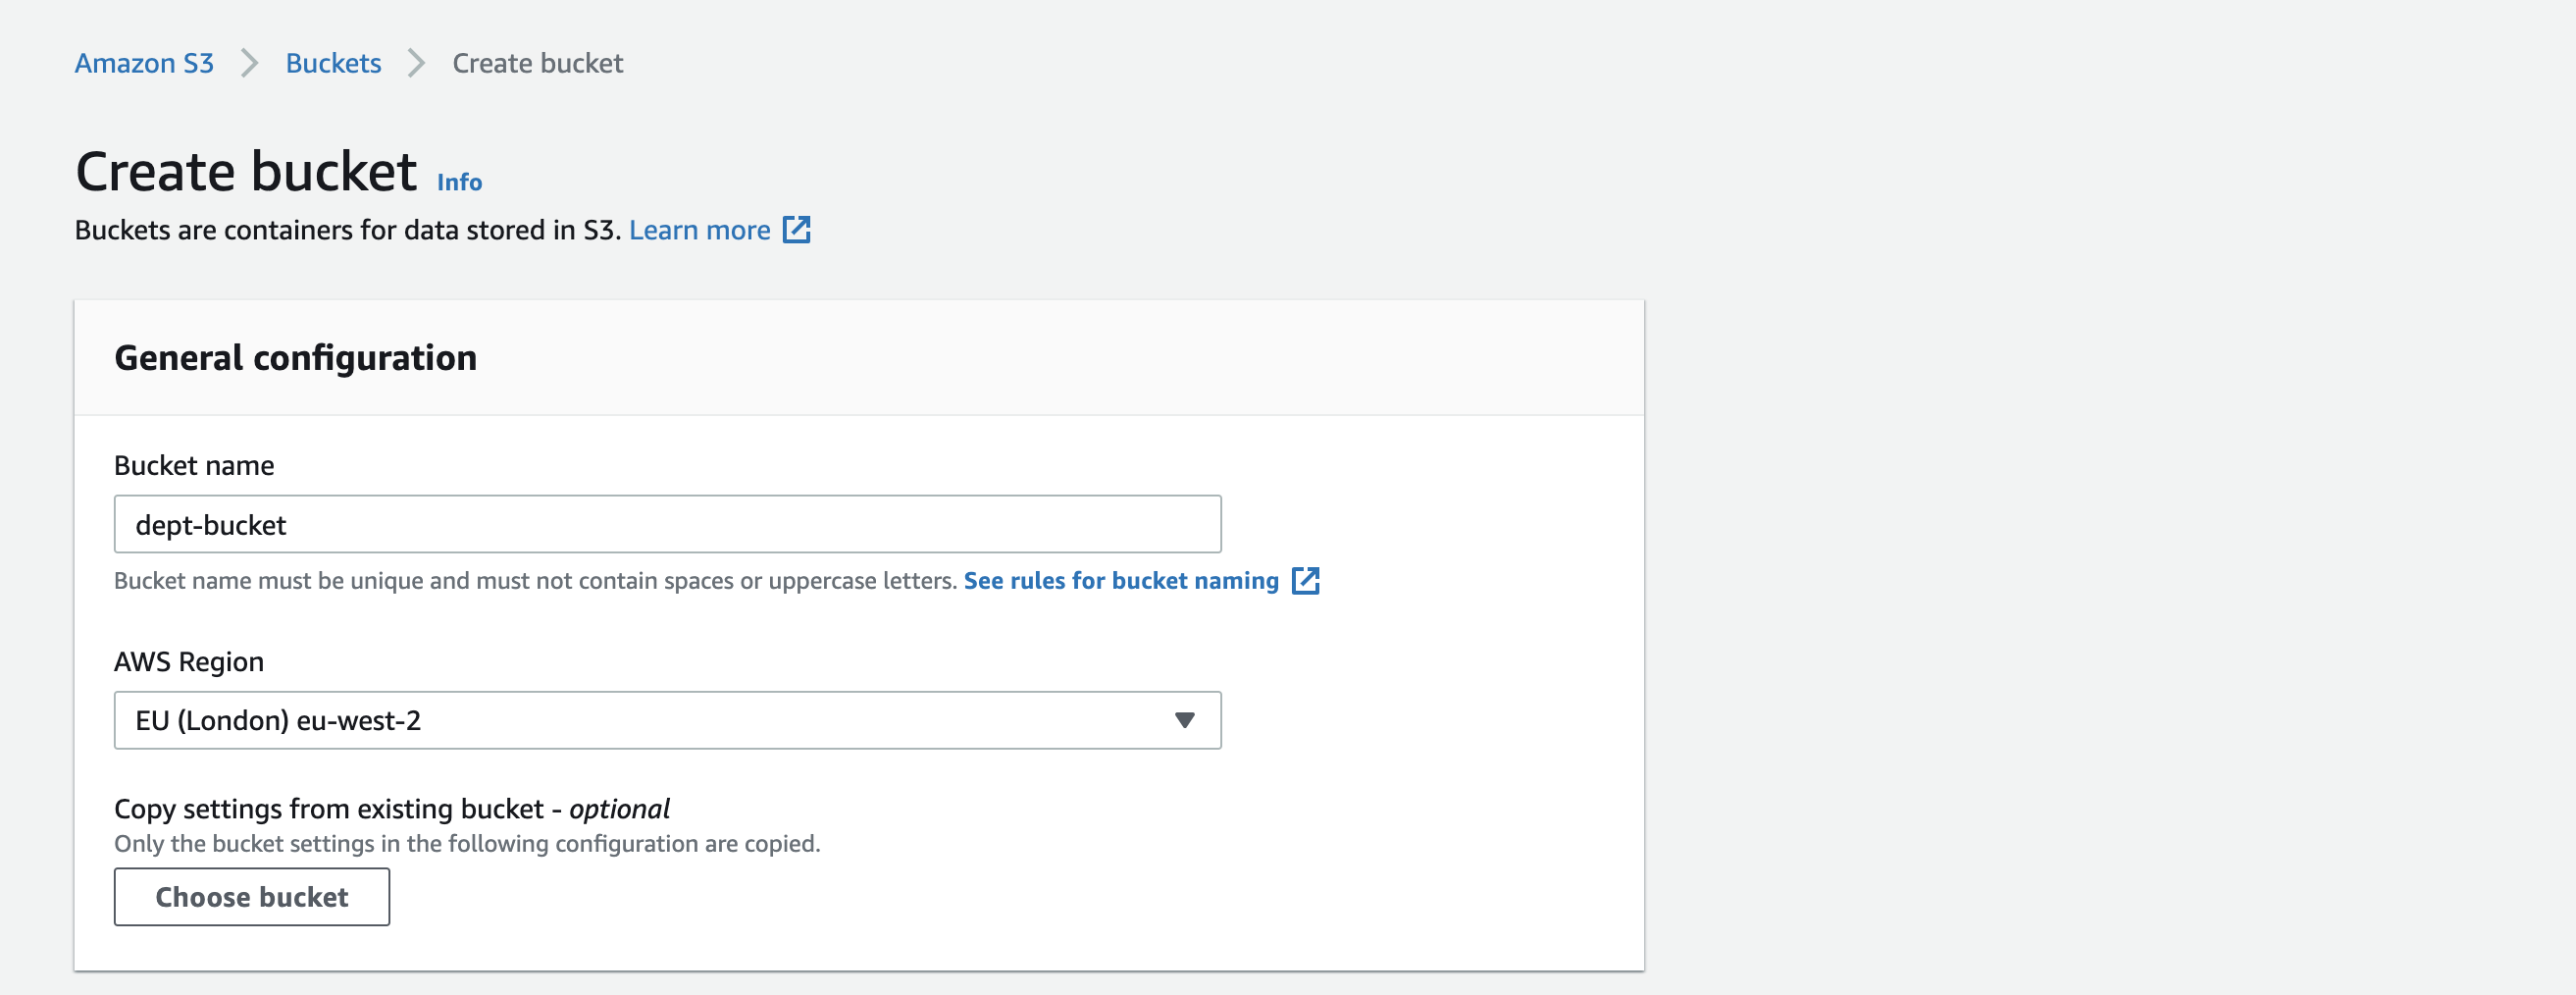 Amazon S3 Buckets Create bucket
Create bucket Info
Buckets are containers for data stored in S3. Learn more
General configuration
Bucket name
dept-bucket
Bucket name must be unique and must not contain spaces or uppercase letters. See rules for bucket naming
AWS Region
EU (London) eu-west-2
Copy settings from existing bucket - optional
Only the bucket settings in the following configuration are copied.
Choose bucket